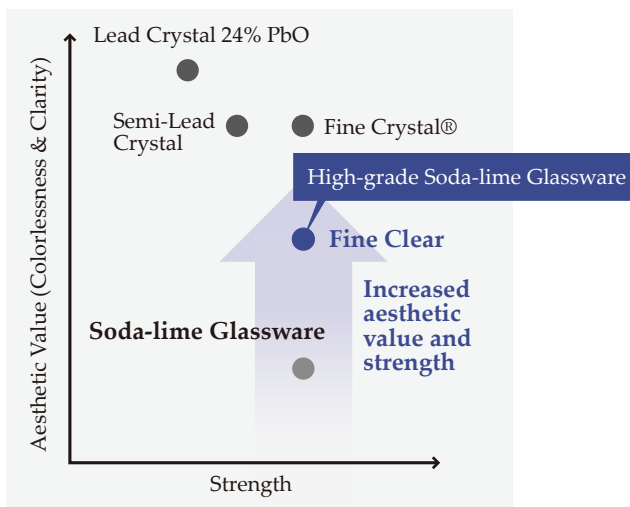 Lead Crystal 24% PbO
Semi-Lead
Crystal
Fine Crystal®
High-grade Soda-lime Glassware
Fine Clear
Increased
aesthetic
value and
strength
Soda-lime Glassware
Aesthetic Value (Colorlessness & Clarity)
Strength